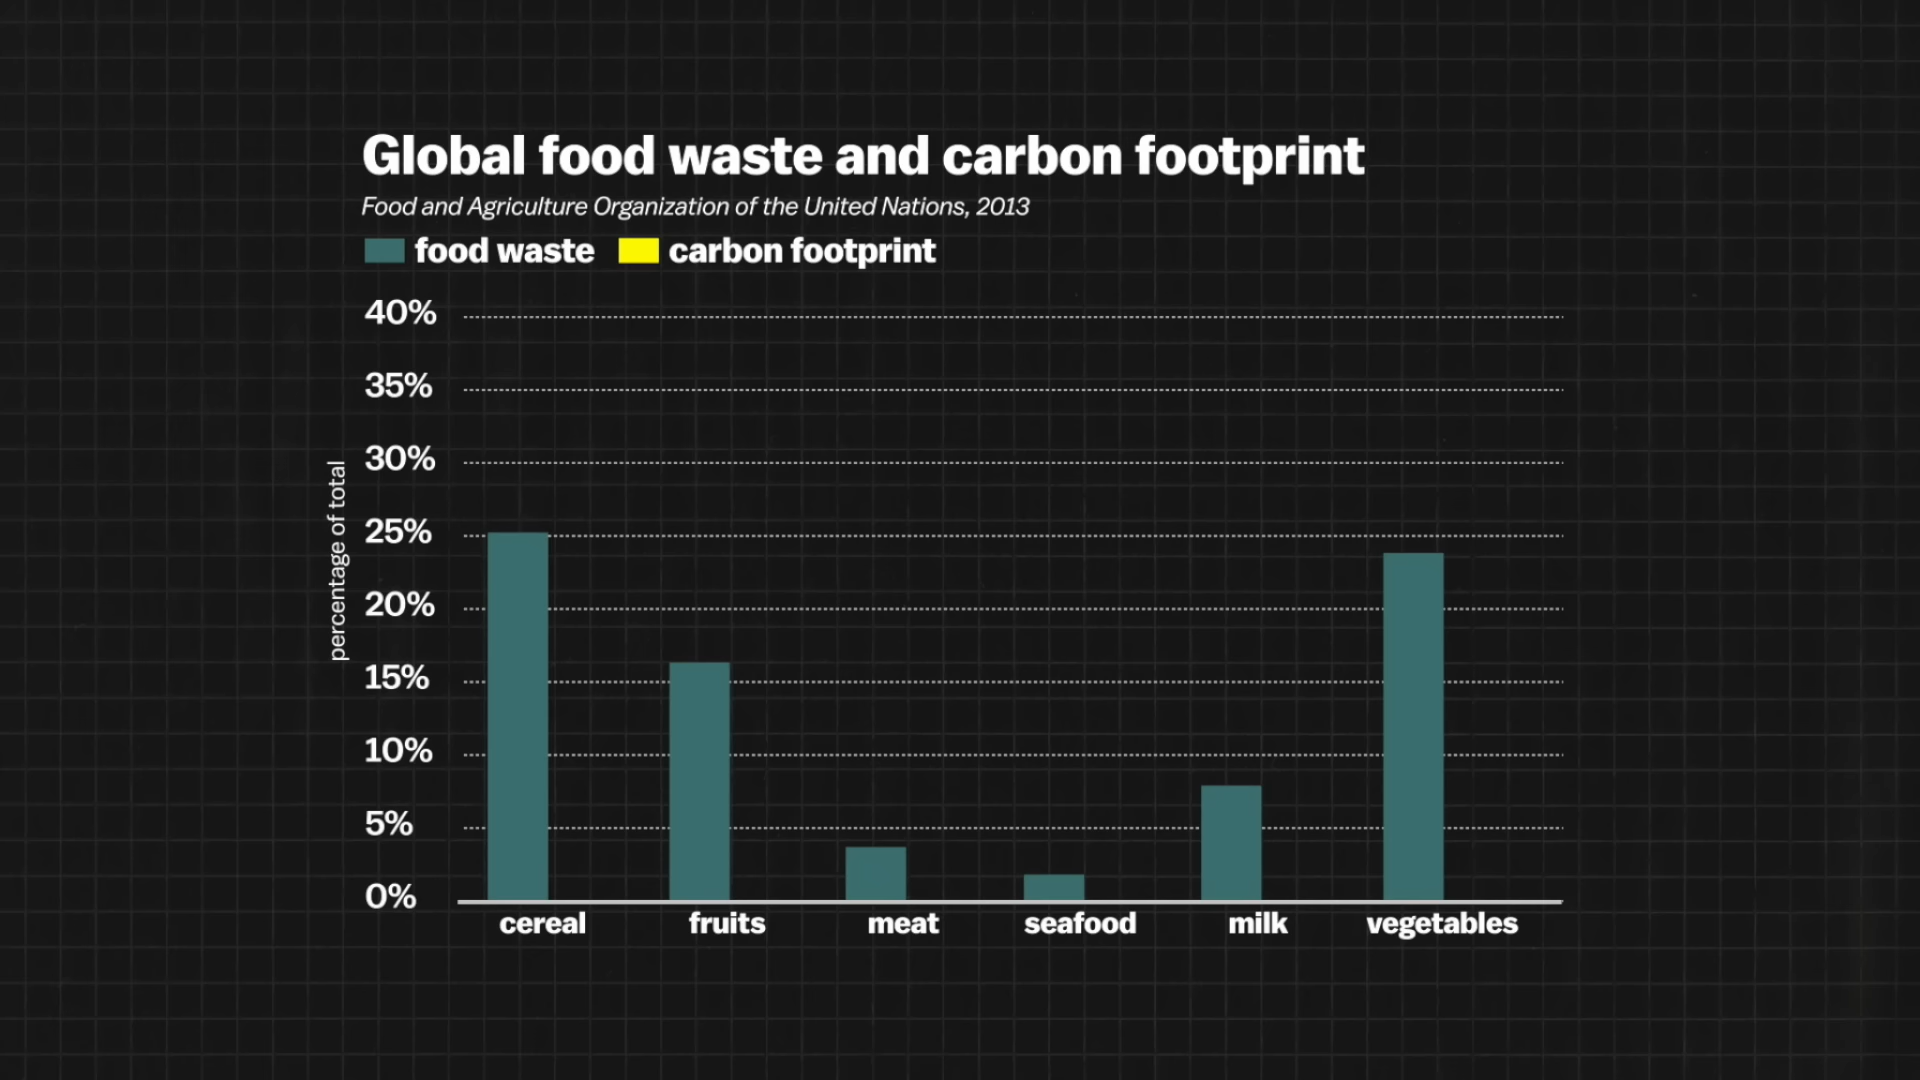 Global food waste and carbon footprint
Food and Agriculture Organization of the United Nations, 2013
food waste carbon footprint
percentage of total
40%
35%
30%
25%
20%
15%
10%
5%
0%
cereal fruits meat seafood milk vegetables